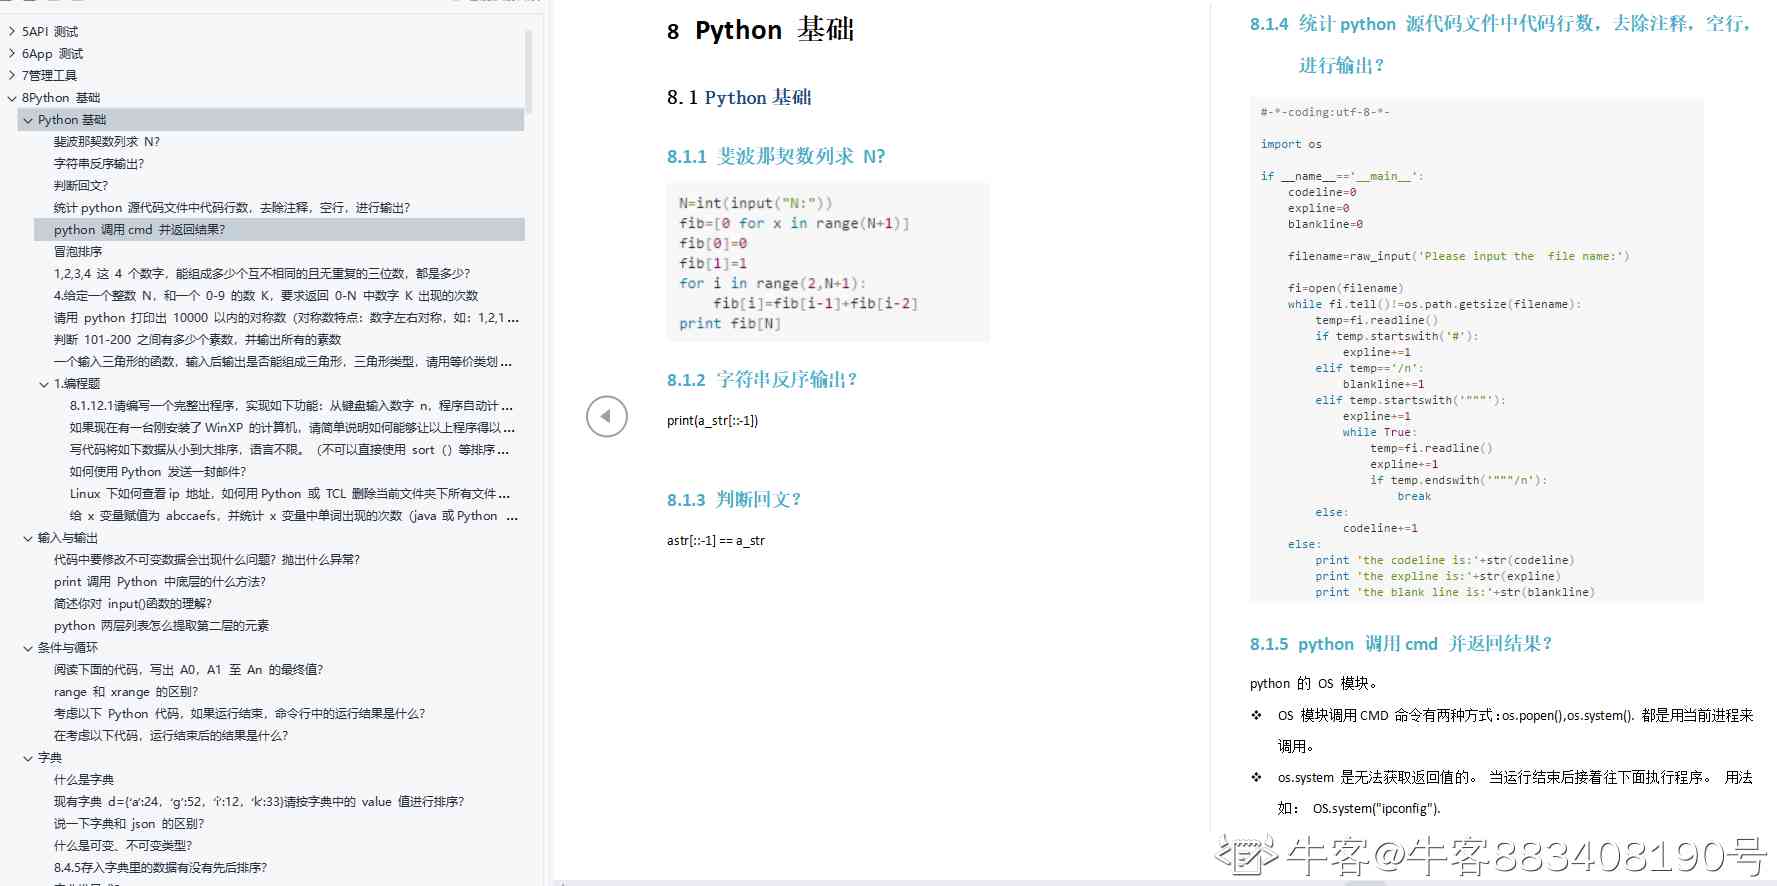 5API 测试
6App 测试
7管理工具
8Python 基础
Python 基础
斐波那契数列求 N?
字符串反序输出?
判断回文?
统计 python 源代码文件中代码行数，去除注释，空行，进行输出?
python 调用 cmd 并返回结果?
冒泡排序
1,2,3,4 这 4 个数字，能组成多少个互不相同的且无重复的三位数，都是多少?
4.给定一个整数 N，和一个 0-9 的数 K，要求返回 0-N 中数字 K 出现的次数
请用 python 打印出 10000 以内的对称数 (对称数特点：数字左右对称，如：1,2,1 ...
判断 101-200 之间有多少个素数，并输出所有的素数
一个输入三角形的函数，输入后输出是否能组成三角形，三角形类型，请用等价类划 ...
1.编程题
8.1.12.1请编写一个完整出程序，实现如下功能：从键盘输入数字 n，程序自动计 ...
如果现在有一台刚安装了WinXP 的计算机，请简单说明如何能够让以上程序得以 ...
写代码将如下数据从小到大排序，语言不限。 (不可以直接使用 sort（）等排序 ...
如何使用Python 发送一封邮件?
Linux 下如何查看ip 地址，如何用Python 或 TCL 删除当前文件夹下所有文件 ...
给 x 变量赋值为 abccaefs，并统计 x 变量中单词出现的次数 (java 或Python ...
输入与输出
代码中要修改不可变数据会出现什么问题? 抛出什么异常?
print 调用 Python 中底层的什么方法?
简述你对 input()函数的理解?
python 两层列表怎么提取第二层的元素
条件与循环
阅读下面的代码，写出 A0，A1 至 An 的最终值?
range 和 xrange 的区别?
考虑以下 Python 代码，如果运行结束，命令行中的运行结果是什么?
在考虑以下代码，运行结束后的结果是什么?
字典
什么是字典
现有字典 d={'a':24，'g':52，'i':12，'k':33}请按字典中的 value 值进行排序?
说一下字典和 json 的区别?
什么是可变、不可变类型?
8.4.5存入字典里的数据有没有先后排序?
8 Python 基础
8.1 Python 基础
8.1.1 斐波那契数列求 N?
N=int(input("N:"))
fib=[0 for x in range(N+1)]
fib[0]=0
fib[1]=1
for i in range(2,N+1):
    fib[i]=fib[i-1]+fib[i-2]
print fib[N]
8.1.2 字符串反序输出?
print(a_str[::-1])
8.1.3 判断回文?
astr[::-1] == a_str
8.1.4 统计 python 源代码文件中代码行数，去除注释，空行，
进行输出?
#-*-coding:utf-8-*-
import os
if __name__=='__main__':
    codeline=0
    expline=0
    blankline=0
    filename=raw_input('Please input the  file name:')
    fi=open(filename)
    while fi.tell()!=os.path.getsize(filename):
        temp=fi.readline()
        if temp.startswith('#'):
            expline+=1
        elif temp=='/n':
            blankline+=1
        elif temp.startswith('"""'):
            expline+=1
            while True:
                temp=fi.readline()
                expline+=1
                if temp.endswith('"""/n'):
                    break
        else:
            codeline+=1
    else:
        print 'the codeline is:'+str(codeline)
        print 'the expline is:'+str(expline)
        print 'the blank line is:'+str(blankline)
8.1.5 python 调用 cmd 并返回结果?
python 的 OS 模块。
❖ OS 模块调用 CMD 命令有两种方式：os.popen(),os.system(). 都是用当前进程来
调用。
❖ os.system 是无法获取返回值的。 当运行结束后接着往下面执行程序。 用法
如： OS.system("ipconfig").
牛客@牛客883408190号